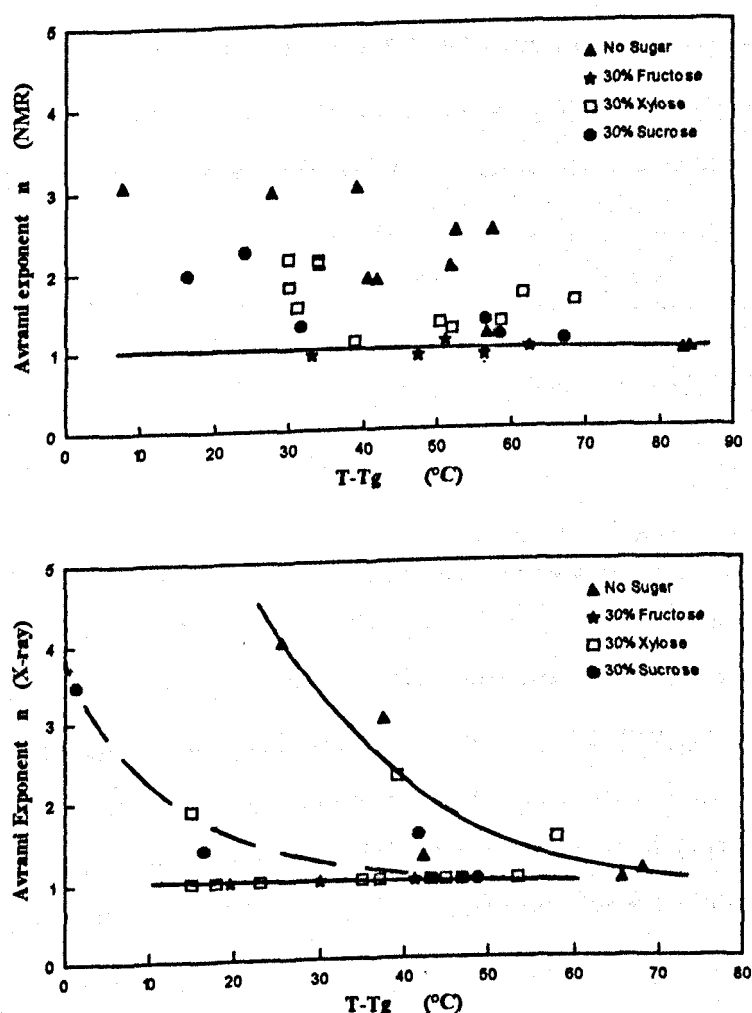 5
4
3
2
1
0
Avrami exponent n (NMR)
No Sugar
30% Fructose
30% Xylose
30% Sucrose
0 10 20 30 40 50 60 70 80 90
T-Tg (°C)
5
4
3
2
1
0
Avrami Exponent n (X-ray)
No Sugar
30% Fructose
30% Xylose
30% Sucrose
0 10 20 30 40 50 60 70 80
T-Tg (°C)